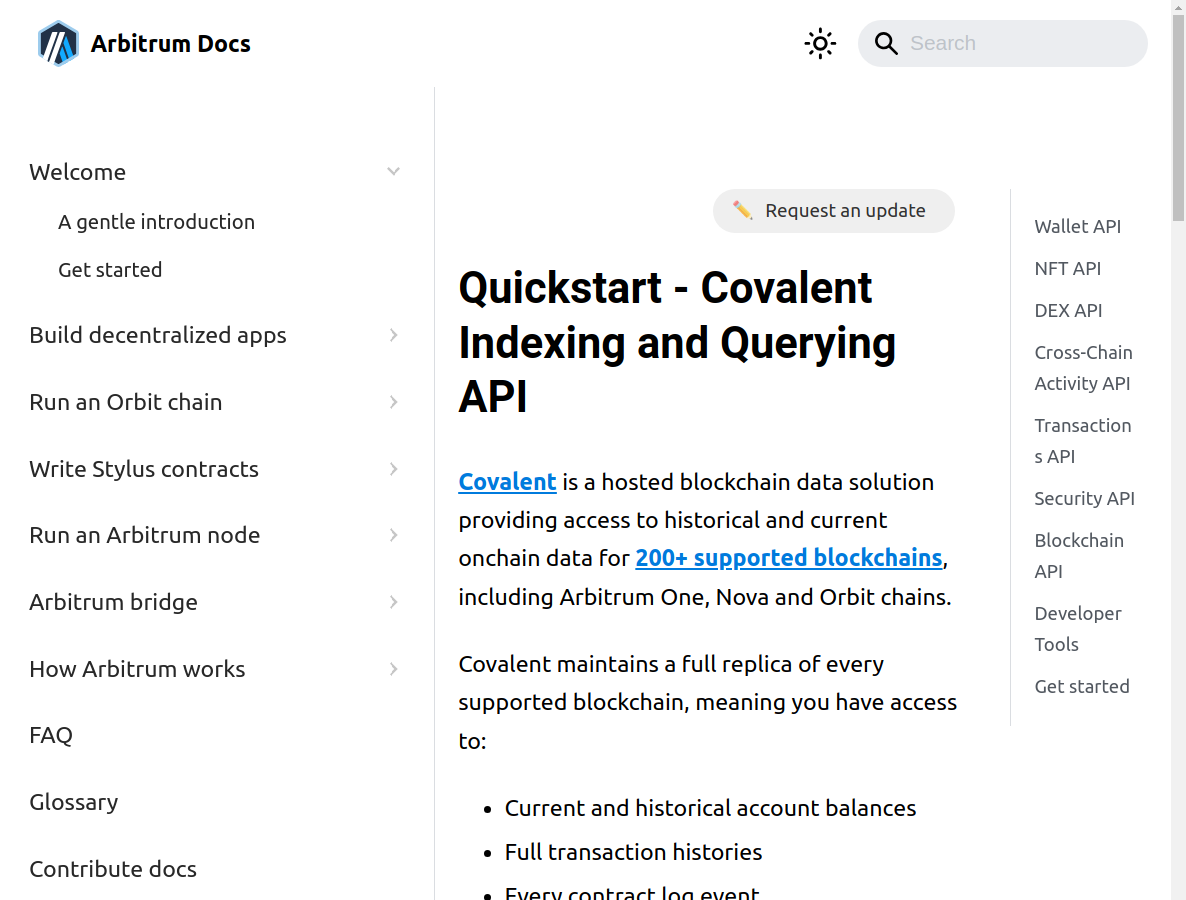 Arbitrum Docs
Search
Welcome
A gentle introduction
Get started
Build decentralized apps
Run an Orbit chain
Write Stylus contracts
Run an Arbitrum node
Arbitrum bridge
How Arbitrum works
FAQ
Glossary
Contribute docs
Request an update
Quickstart - Covalent
Indexing and Querying
API
Covalent is a hosted blockchain data solution
providing access to historical and current
onchain data for 200+ supported blockchains,
including Arbitrum One, Nova and Orbit chains.
Covalent maintains a full replica of every
supported blockchain, meaning you have access
to:
Current and historical account balances
Full transaction histories
Every contract log event
Wallet API
NFT API
DEX API
Cross-Chain
Activity API
Transaction
s API
Security API
Blockchain
API
Developer
Tools
Get started